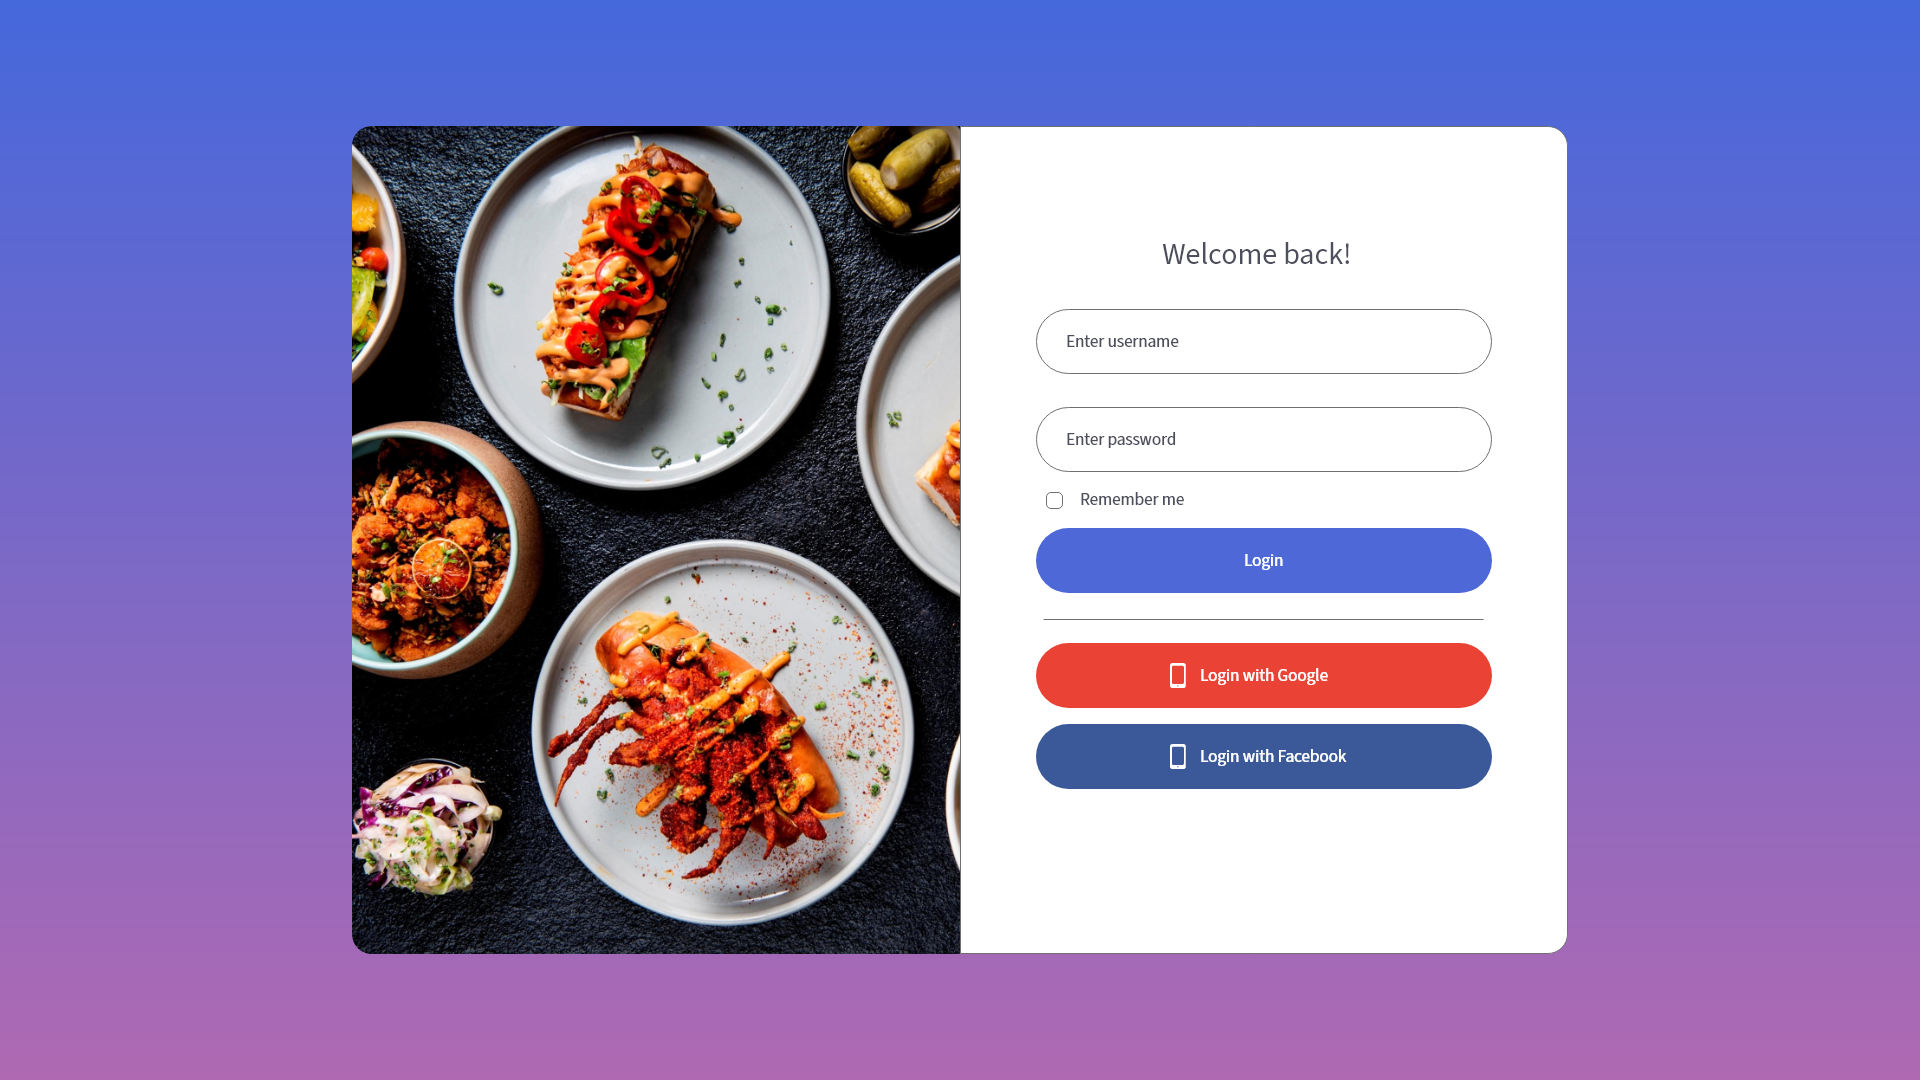 Welcome back!
Enter username
Enter password
Remember me
Login
Login with Google
Login with Facebook